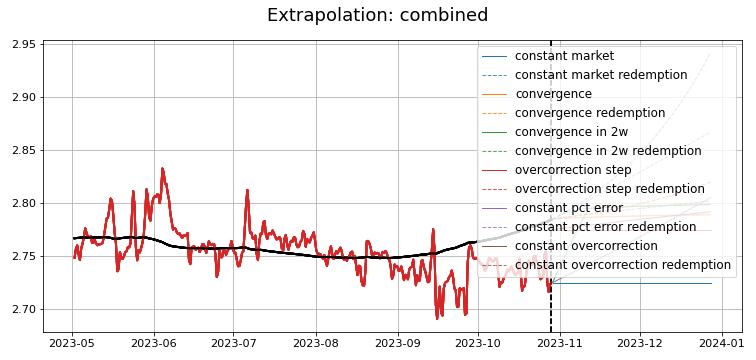 Extrapolation: combined
2.95
2.90
2.85
2.80
2.75
2.70
constant market
constant market redemption
convergence
convergence redemption
convergence in 2w
convergence in 2w redemption
overcorrection step
overcorrection step redemption
constant pct error
constant pct error redemption
constant overcorrection
constant overcorrection redemption
2023-05 2023-06 2023-07 2023-08 2023-09 2023-10 2023-11 2023-12 2024-01